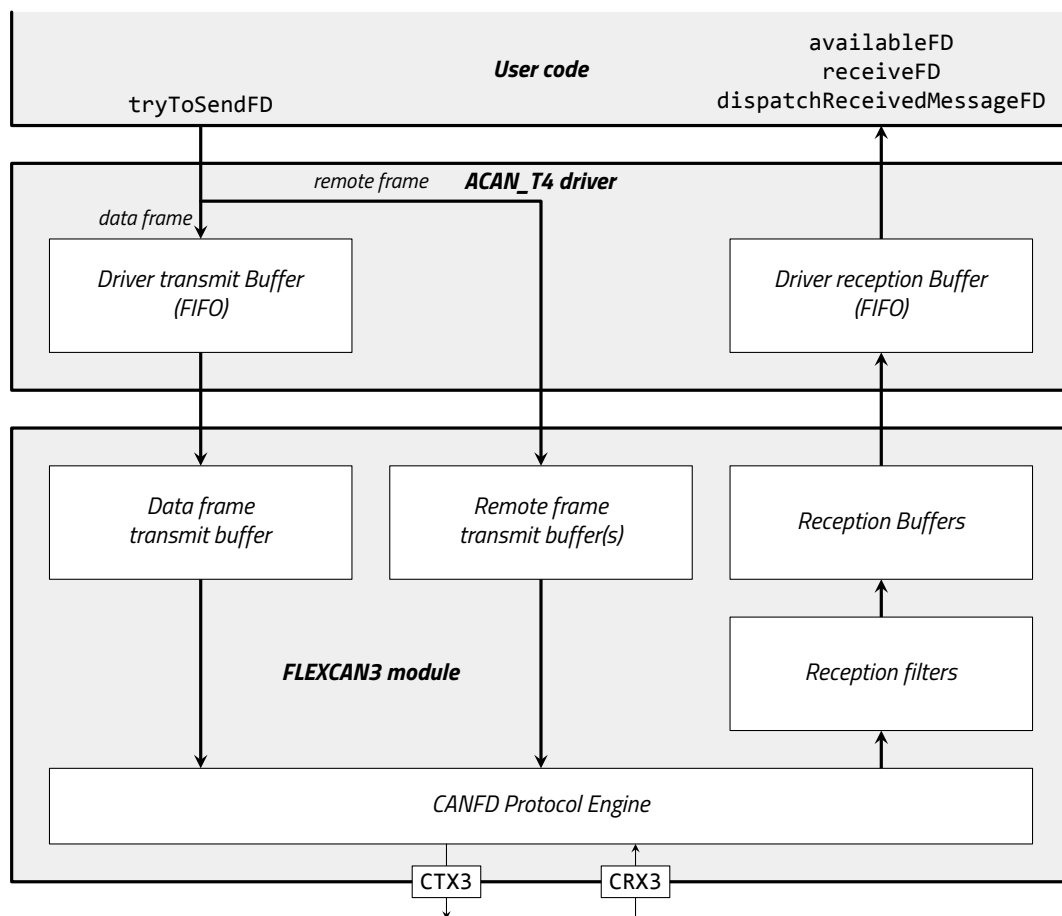 availableFD
User code
receiveFD
tryToSendFD
dispatchReceivedMessageFD
remote frame
ACAN_T4 driver
data frame
Driver transmit Buffer
(FIFO)
Driver reception Buffer
(FIFO)
Data frame
transmit buffer
Remote frame
transmit buffer(s)
Reception Buffers
FLEXCAN3 module
Reception filters
CANFD Protocol Engine
CTX3
CRX3